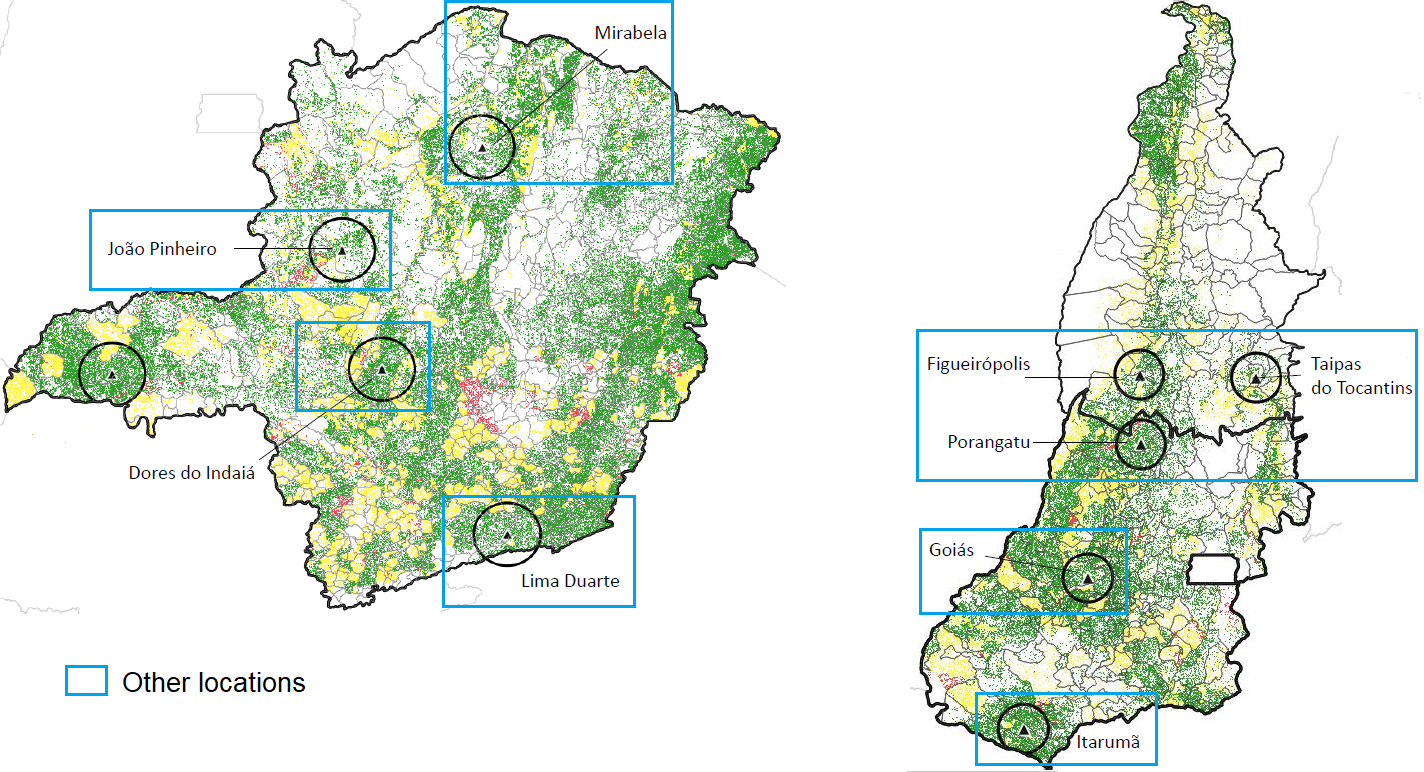 Mirabela
João Pinheiro
Dores do Indaiá
Lima Duarte
Other locations
Figueirópolis
Taipas
do Tocantins
Porangatu
Goiás
Itarumã